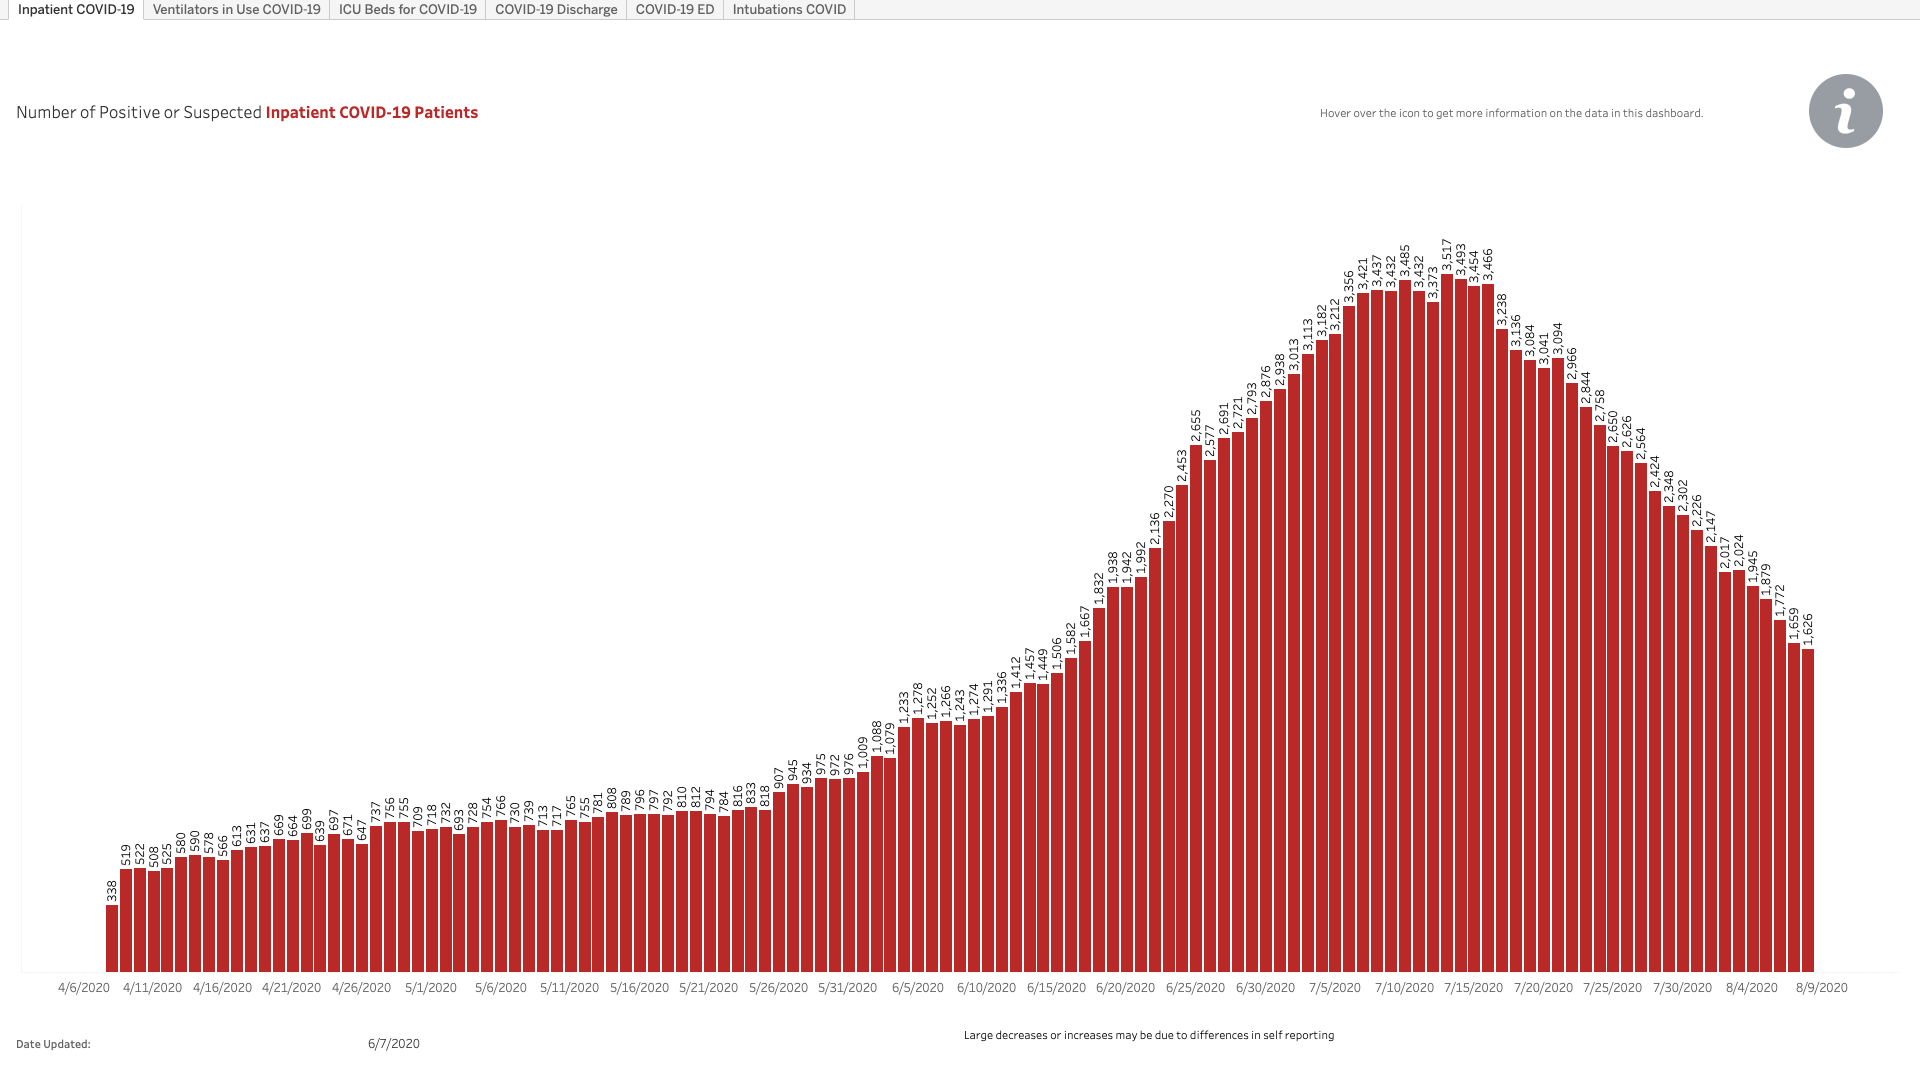 Inpatient COVID-19 Ventilators in Use COVID-19 ICU Beds for COVID-19 COVID-19 Discharge COVID-19 ED Intubations COVID
Number of Positive or Suspected Inpatient COVID-19 Patients
Hover over the icon to get more information on the data in this dashboard.
i
338 519 522 508 525 580 590 578 566 613 631 637 669 664 699 639 697 671 647 737 756 755 709 718 732 693 728 754 766 730 739 713 717 765 755 781 808 789 796 797 792 810 812 794 784 816 833 818 907 945 934 975 972 976 1,009 1,088 1,079 1,233 1,278 1,252 1,266 1,243 1,274 1,291 1,336 1,412 1,457 1,449 1,506 1,582 1,667 1,832 1,938 1,942 1,992 2,136 2,270 2,453 2,655 2,577 2,691 2,721 2,793 2,876 2,938 3,013 3,113 3,182 3,212 3,356 3,421 3,437 3,432 3,485 3,432 3,373 3,517 3,493 3,454 3,466 3,238 3,136 3,084 3,041 3,094 2,966 2,844 2,758 2,650 2,626 2,564 2,424 2,348 2,302 2,226 2,147 2,017 2,024 1,945 1,879 1,772 1,659 1,626
4/6/2020 4/11/2020 4/16/2020 4/21/2020 4/26/2020 5/1/2020 5/6/2020 5/11/2020 5/16/2020 5/21/2020 5/26/2020 5/31/2020 6/5/2020 6/10/2020 6/15/2020 6/20/2020 6/25/2020 6/30/2020 7/5/2020 7/10/2020 7/15/2020 7/20/2020 7/25/2020 7/30/2020 8/4/2020 8/9/2020
Large decreases or increases may be due to differences in self reporting
Date Updated: 6/7/2020